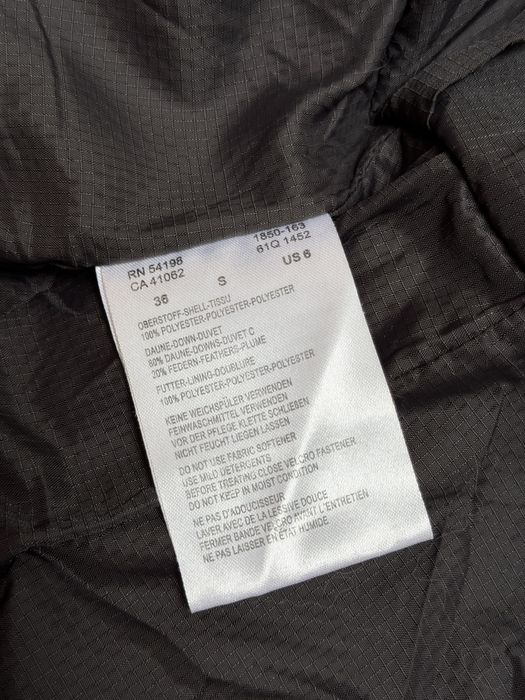 RN 54198 1850-163
CA 41062 61Q 1452
36 S US 6
OBERSTOFF-SHELL-TISSU
100% POLYESTER-POLYESTER-POLYESTER
DAUNE-DOWN-DUVET
80% DAUNE-DOWNS-DUVET C
20% FEDERN-FEATHERS-PLUME
FUTTER-LINING-DOUBLURE
100% POLYESTER-POLYESTER-POLYESTER
KEINE WEICHSPÜLER VERWENDEN
FEINWASCHMITTEL VERWENDEN
VOR DER PFLEGE KLETTE SCHLIEßEN
NICHT FEUCHT LIEGEN LASSEN
DO NOT USE FABRIC SOFTENER
USE MILD DETERGENTS
BEFORE TREATING CLOSE VELCRO FASTENER
DO NOT KEEP IN MOIST CONDITION
NE PAS D'ADOUCISSEUR
LAVER AVEC DE LA LESSIVE DOUCE
FERMER BANDE VELCRO AVANT L'ENTRETIEN
NE PAS LAISSER EN ÉTAT HUMIDE